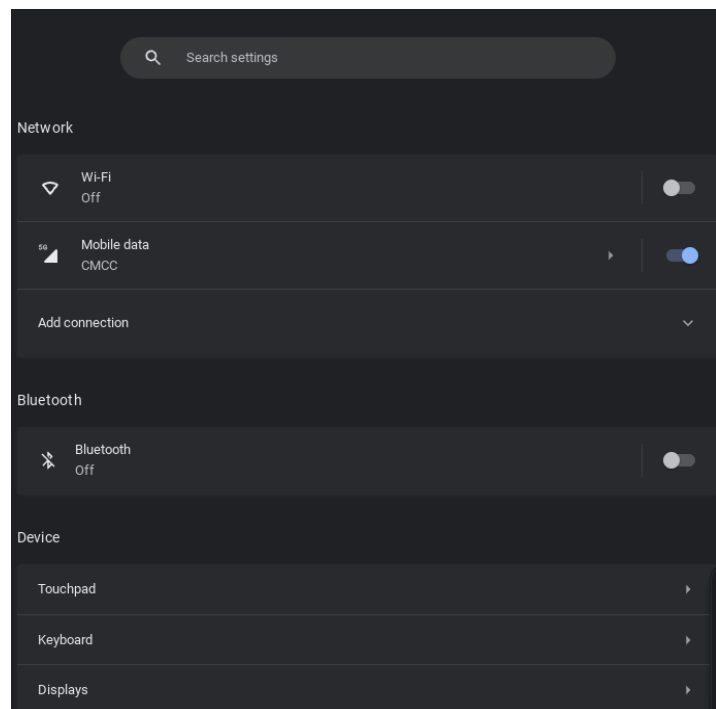 Search settings
Network
Wi-Fi
Off
5G
Mobile data
CMCC
Add connection
Bluetooth
Bluetooth
Off
Device
Touchpad
Keyboard
Displays